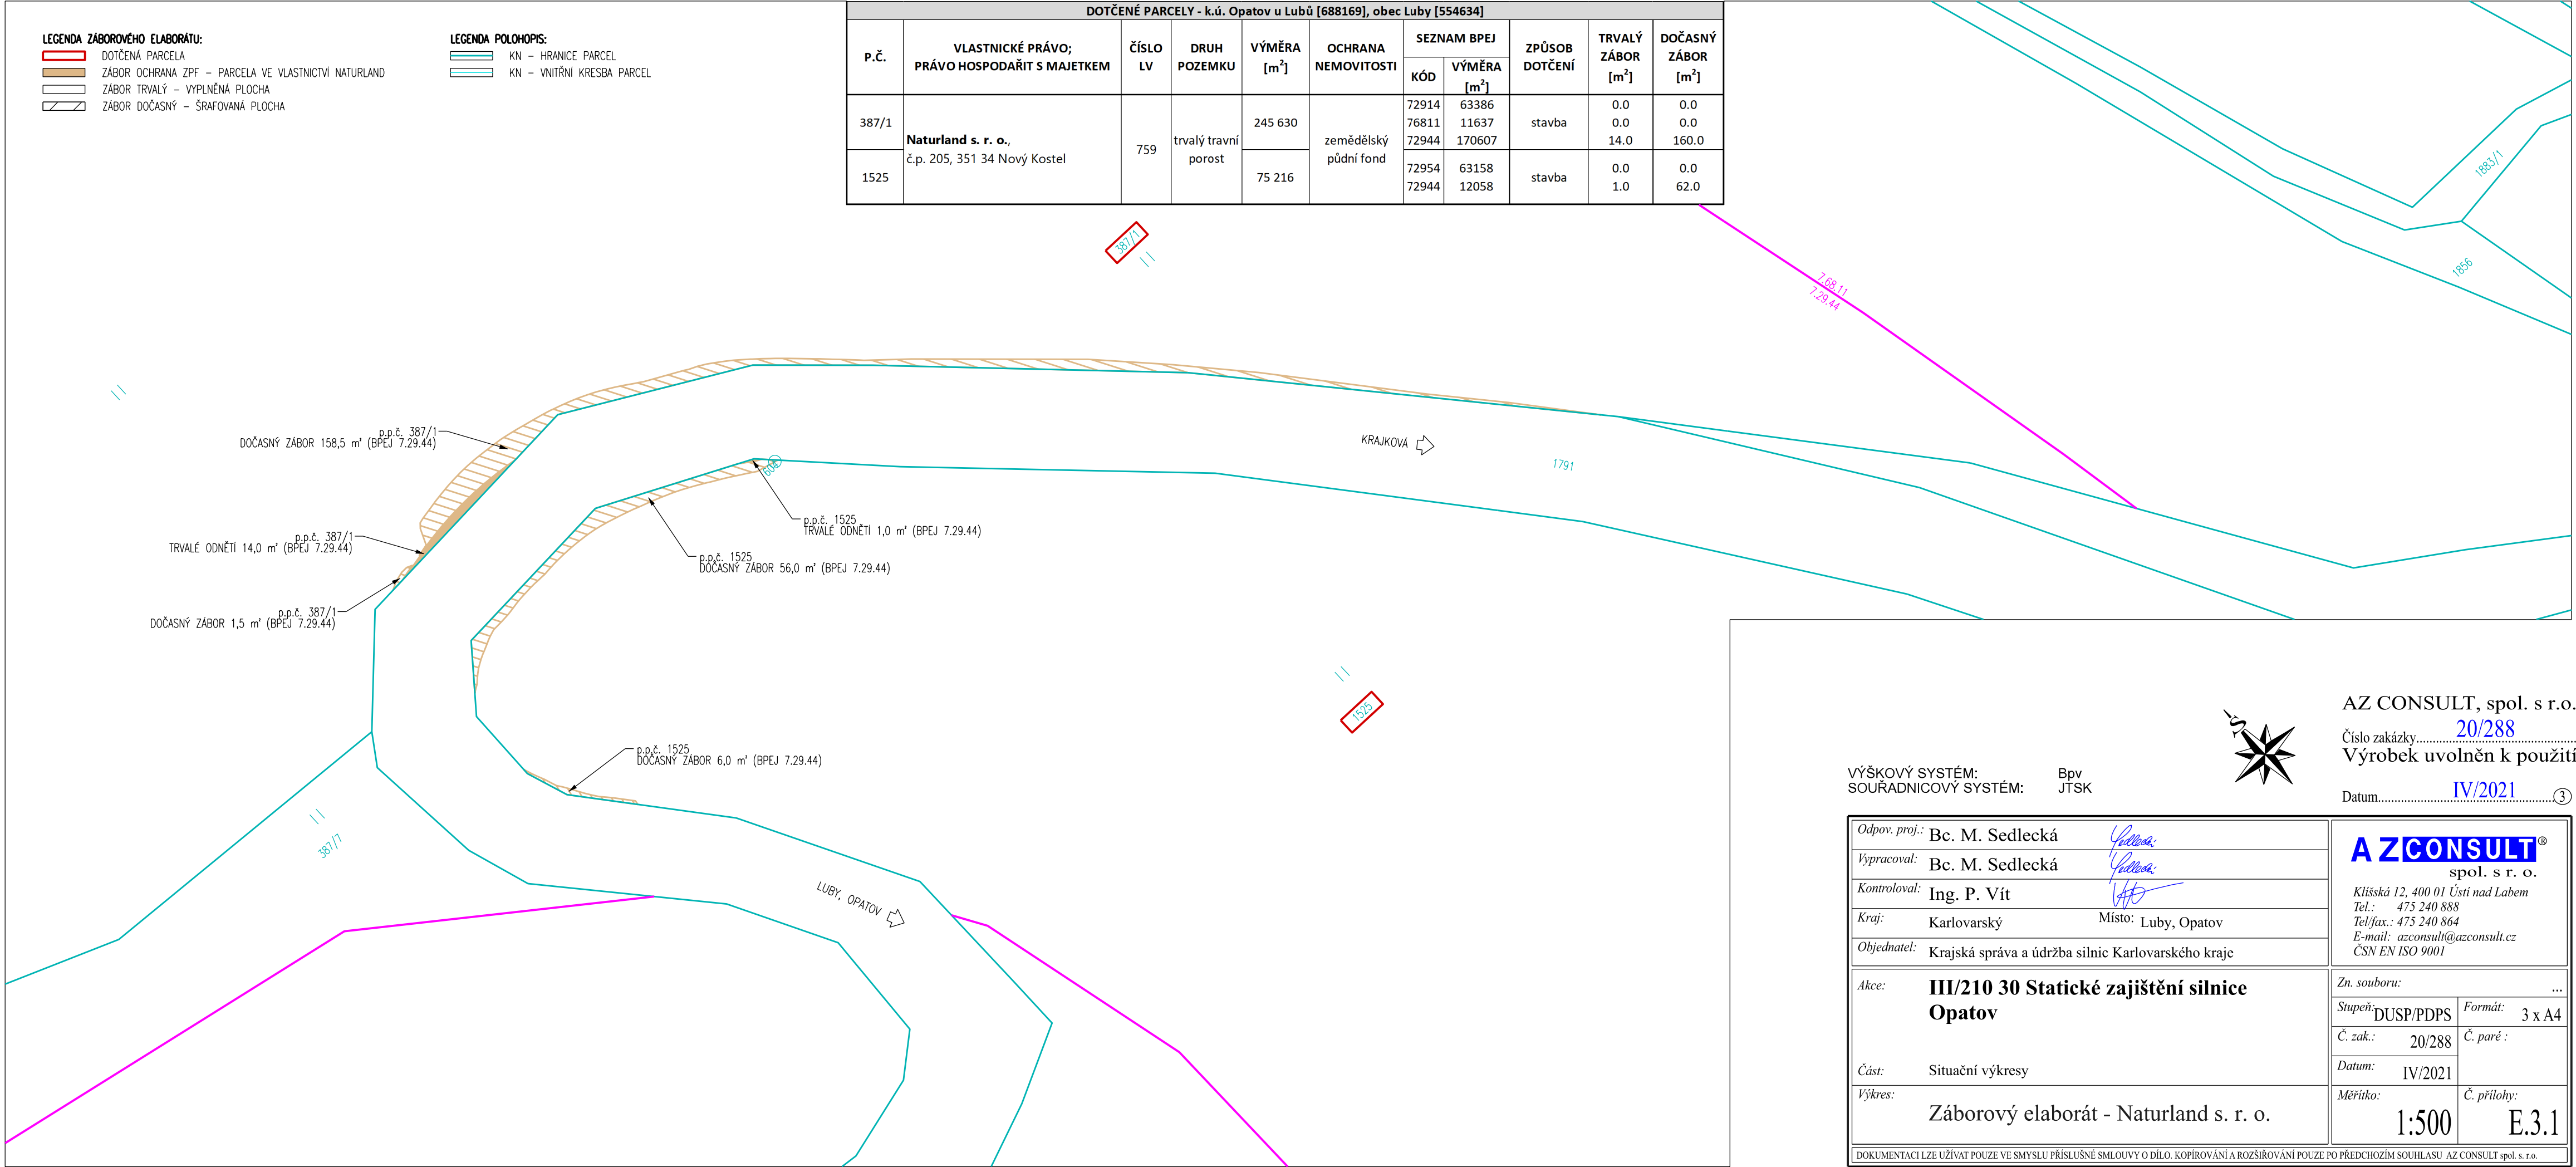 LEGENDA ZÁBOROVÉHO ELABORÁTU:
DOTČENÁ PARCELA
ZÁBOR OCHRANA ZPF – PARCELA VE VLASTNICTVÍ NATURLAND
ZÁBOR TRVALÝ – VYPLNĚNÁ PLOCHA
ZÁBOR DOČASNÝ – ŠRAFOVANÁ PLOCHA
LEGENDA POLOHOPIS:
KN – HRANICE PARCEL
KN – VNITŘNÍ KRESBA PARCEL
DOTČENÉ PARCELY - k.ú. Opatov u Lubů [688169], obec Luby [554634]
P.Č. VLASTNICKÉ PRÁVO; PRÁVO HOSPODAŘIT S MAJETKEM ČÍSLO LV DRUH POZEMKU VÝMĚRA [m²] OCHRANA NEMOVITOSTI SEZNAM BPEJ KÓD VÝMĚRA [m²] ZPŮSOB DOTČENÍ TRVALÝ ZÁBOR [m²] DOČASNÝ ZÁBOR [m²]
72914 63386 0.0 0.0
387/1 245 630 76811 11637 stavba 0.0 0.0
Naturland s. r. o., 759 trvalý travní porost zemědělský půdní fond 72944 170607 14.0 160.0
č.p. 205, 351 34 Nový Kostel
72954 63158 0.0 0.0
1525 75 216 stavba
72944 12058 1.0 62.0
387/1
1883/1
1856
7.68.11
7.29.44
p.p.č. 387/1
DOČASNÝ ZÁBOR 158,5 m² (BPEJ 7.29.44)
KRAJKOVÁ
1791
p.p.č. 1525
TRVALÉ ODNĚTÍ 1,0 m² (BPEJ 7.29.44)
p.p.č. 387/1
TRVALÉ ODNĚTÍ 14,0 m² (BPEJ 7.29.44)
p.p.č. 1525
DOČASNÝ ZÁBOR 56,0 m² (BPEJ 7.29.44)
p.p.č. 387/1
DOČASNÝ ZÁBOR 1,5 m² (BPEJ 7.29.44)
1525
p.p.č. 1525
DOČASNÝ ZÁBOR 6,0 m² (BPEJ 7.29.44)
387/7
LUBY, OPATOV
S
VÝŠKOVÝ SYSTÉM: Bpv
SOUŘADNICOVÝ SYSTÉM: JTSK
AZ CONSULT, spol. s r.o.
Číslo zakázky 20/288
Výrobek uvolněn k použití
Datum IV/2021 3
Odpov. proj.: Bc. M. Sedlecká
Vypracoval: Bc. M. Sedlecká
Kontroloval: Ing. P. Vít
Kraj: Karlovarský Místo: Luby, Opatov
Objednatel: Krajská správa a údržba silnic Karlovarského kraje
AZ CONSULT ®
spol. s r. o.
Klíšská 12, 400 01 Ústí nad Labem
Tel.: 475 240 888
Tel/fax.: 475 240 864
E-mail: azconsult@azconsult.cz
ČSN EN ISO 9001
Akce: III/210 30 Statické zajištění silnice
Opatov
Část: Situační výkresy
Výkres: Záborový elaborát - Naturland s. r. o.
Zn. souboru: ...
Stupeň: DUSP/PDPS Formát: 3 x A4
Č. zak.: 20/288 Č. paré :
Datum: IV/2021
Měřítko: 1:500 Č. přílohy: E.3.1
DOKUMENTACI LZE UŽÍVAT POUZE VE SMYSLU PŘÍSLUŠNÉ SMLOUVY O DÍLO. KOPÍROVÁNÍ A ROZŠIŘOVÁNÍ POUZE PO PŘEDCHOZÍM SOUHLASU AZ CONSULT spol. s. r.o.